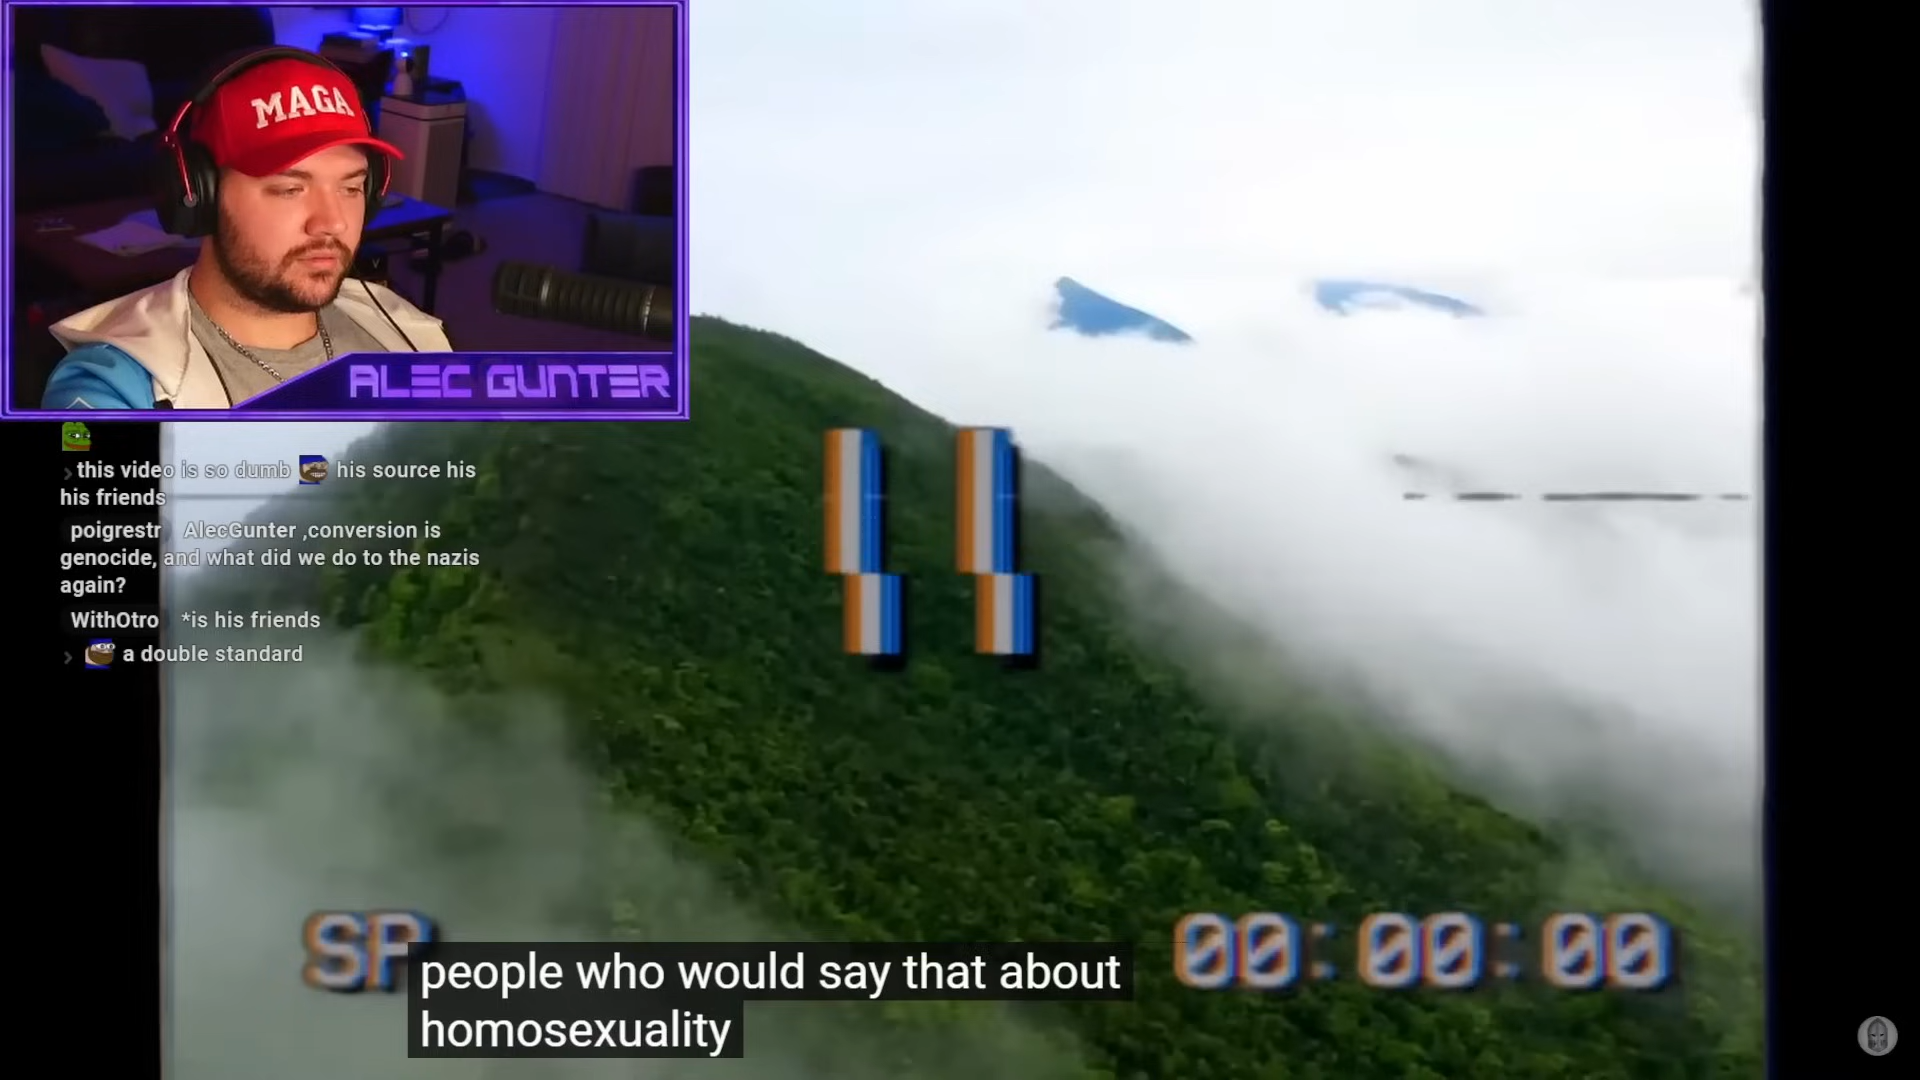 MAGA
ALEC GUNTER
this video is so dumb his source his
his friends
poigrestr AlecGunter ,conversion is
genocide, and what did we do to the nazis
again?
WithOtro *is his friends
a double standard
SP
00:00:00
people who would say that about
homosexuality